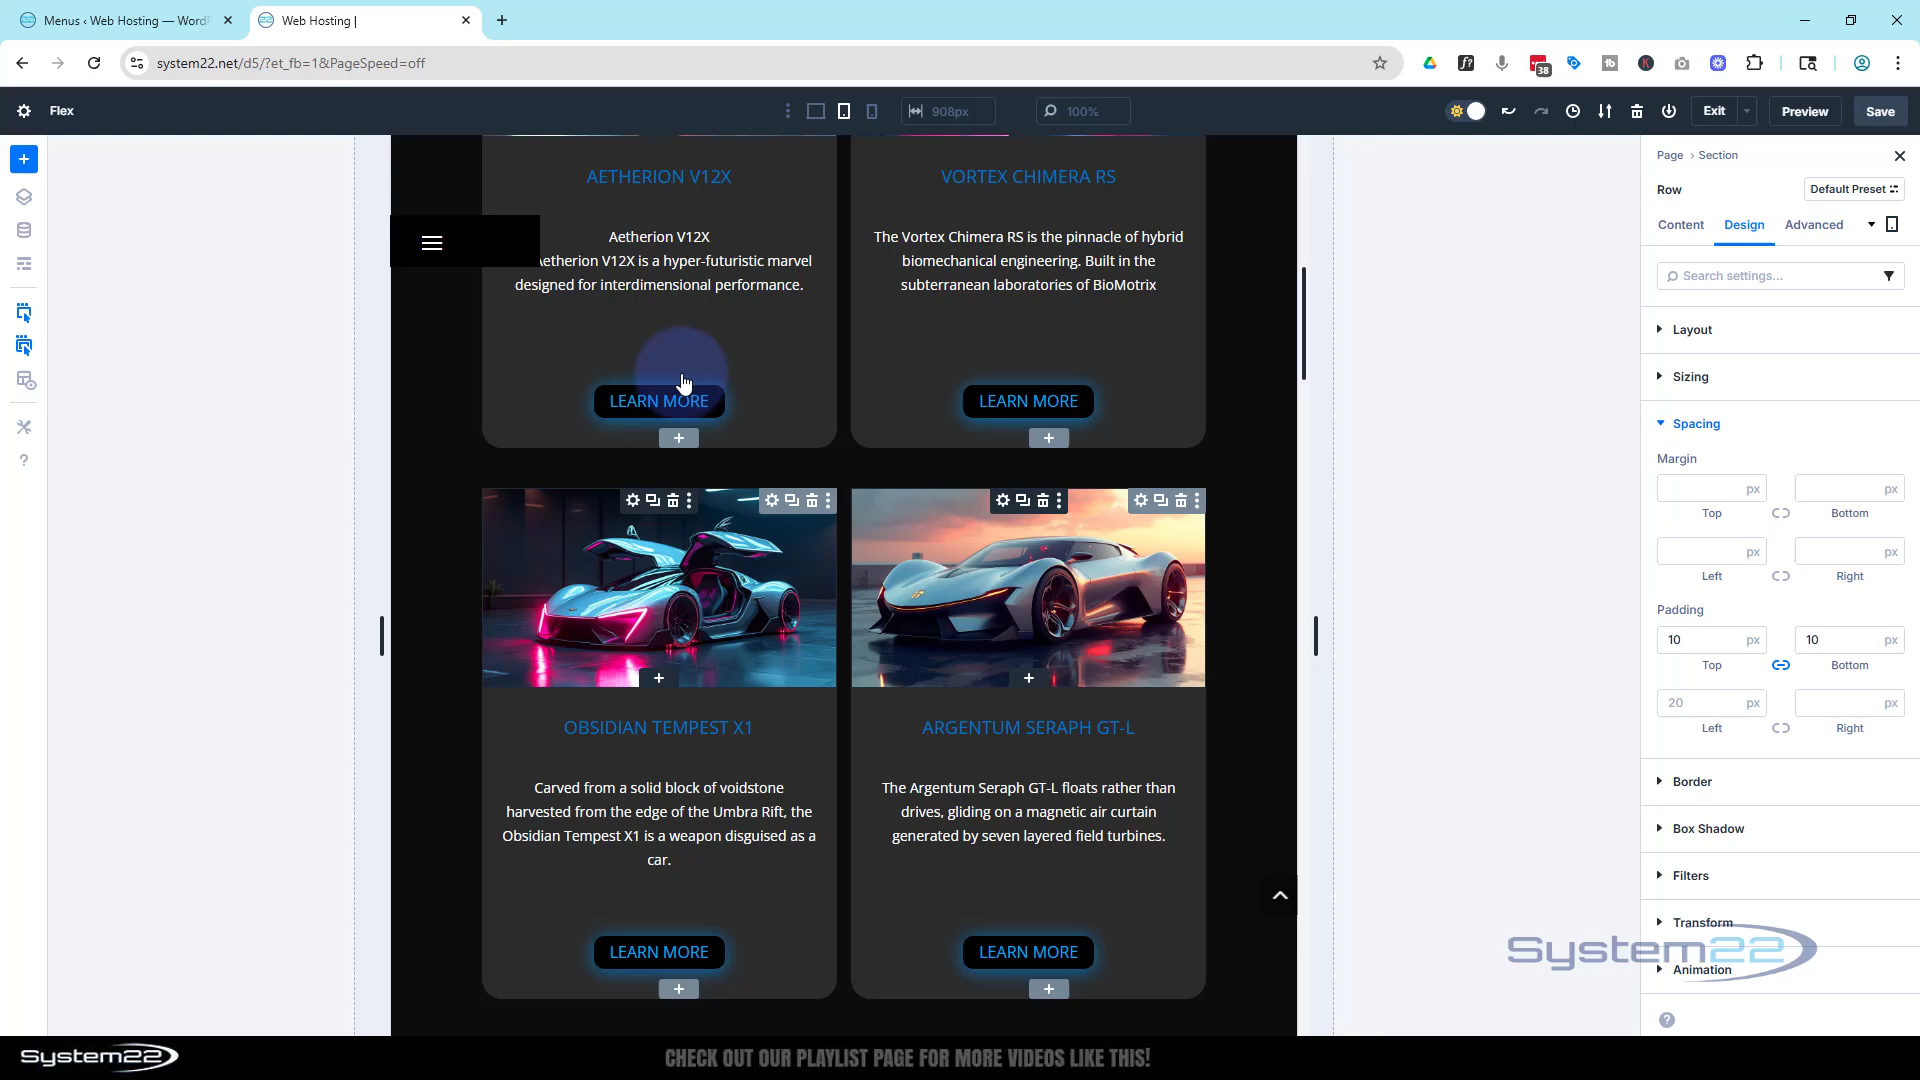 Menus ‹ Web Hosting — WordP
Web Hosting |
system22.net/d5/?et_fb=1&PageSpeed=off
38
Flex
908px
100%
Exit
Preview
Save
Page › Section
Row
Default Preset
Content
Design
Advanced
Search settings...
Layout
Sizing
Spacing
Margin
px
px
Top
Bottom
px
px
Left
Right
Padding
10 px
10 px
Top
Bottom
20 px
px
Left
Right
Border
Box Shadow
Filters
Transform
Animation
AETHERION V12X
Aetherion V12X
Aetherion V12X is a hyper-futuristic marvel
designed for interdimensional performance.
LEARN MORE
VORTEX CHIMERA RS
The Vortex Chimera RS is the pinnacle of hybrid
biomechanical engineering. Built in the
subterranean laboratories of BioMotrix
LEARN MORE
OBSIDIAN TEMPEST X1
Carved from a solid block of voidstone
harvested from the edge of the Umbra Rift, the
Obsidian Tempest X1 is a weapon disguised as a
car.
LEARN MORE
ARGENTUM SERAPH GT-L
The Argentum Seraph GT-L floats rather than
drives, gliding on a magnetic air curtain
generated by seven layered field turbines.
LEARN MORE
System22
System22
CHECK OUT OUR PLAYLIST PAGE FOR MORE VIDEOS LIKE THIS!